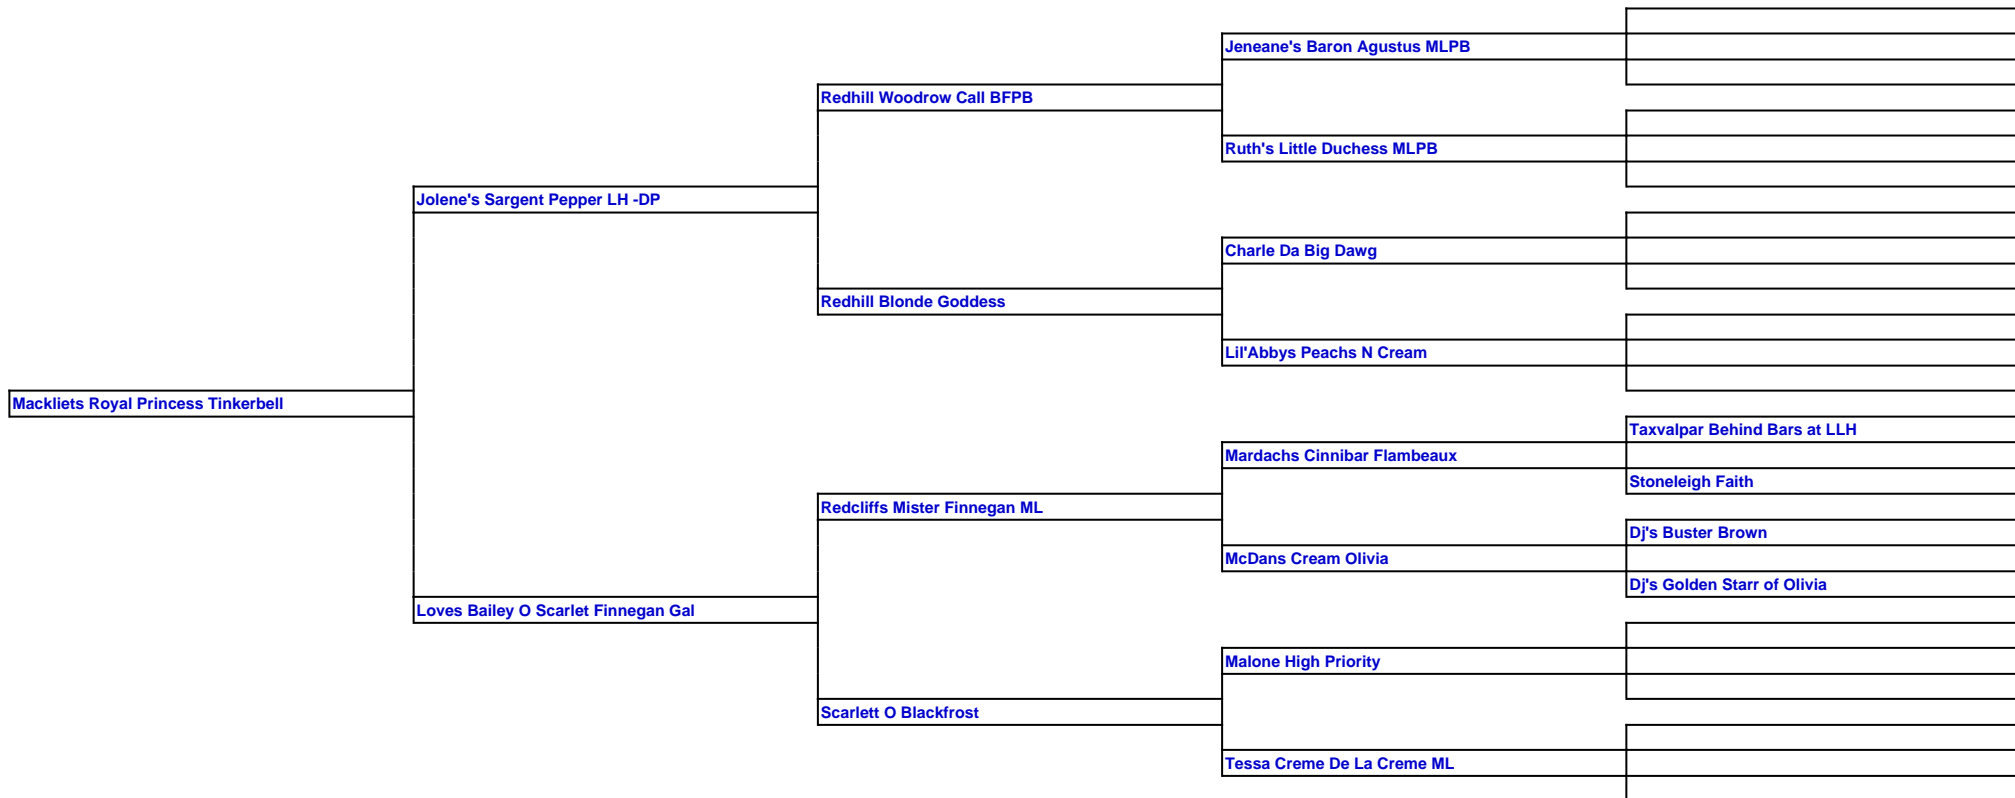 Jeneane's Baron Agustus MLPB
Redhill Woodrow Call BFPB
Ruth's Little Duchess MLPB
Jolene's Sargent Pepper LH -DP
Charle Da Big Dawg
Redhill Blonde Goddess
Lil'Abbys Peachs N Cream
Mackliets Royal Princess Tinkerbell
Taxvalpar Behind Bars at LLH
Mardachs Cinnibar Flambeaux
Stoneleigh Faith
Redcliffs Mister Finnegan ML
Dj's Buster Brown
McDans Cream Olivia
Dj's Golden Starr of Olivia
Loves Bailey O Scarlet Finnegan Gal
Malone High Priority
Scarlett O Blackfrost
Tessa Creme De La Creme ML